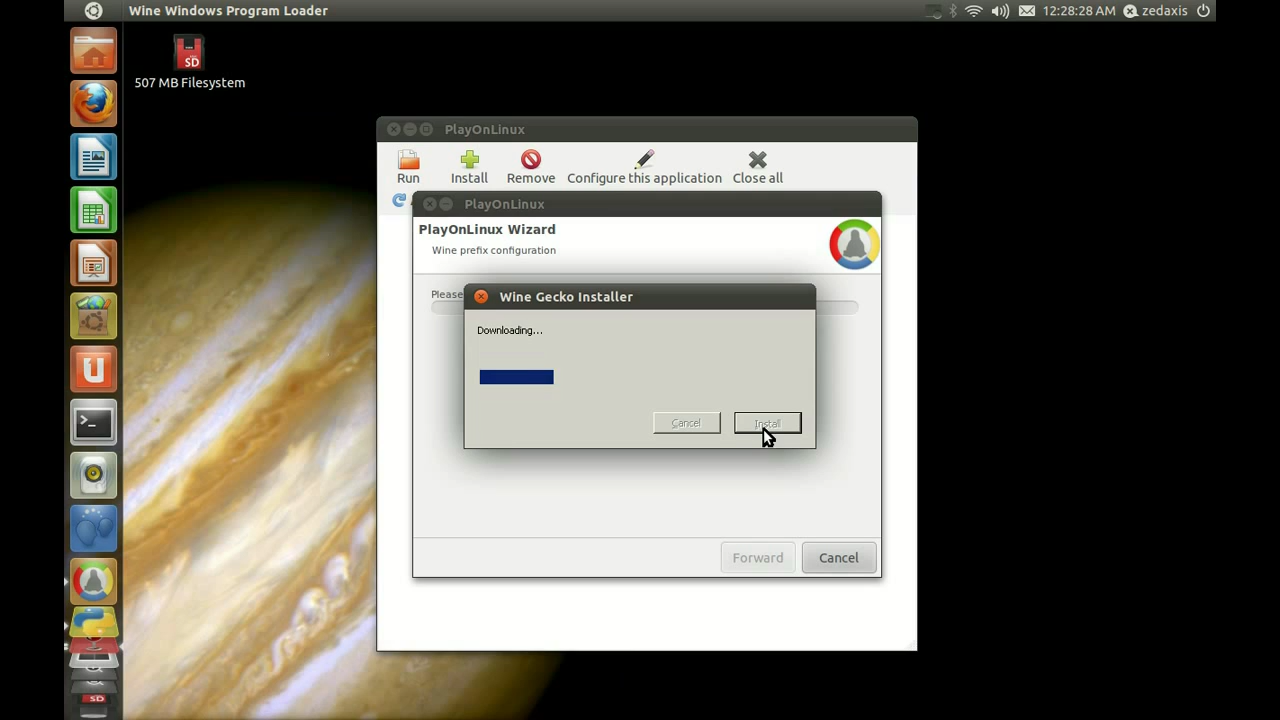 Wine Windows Program Loader
12:28:28 AM zedaxis
SD
507 MB Filesystem
PlayOnLinux
Run Install Remove Configure this application Close all
PlayOnLinux
PlayOnLinux Wizard
Wine prefix configuration
Please
Wine Gecko Installer
Downloading...
Cancel Install
Forward Cancel
SD